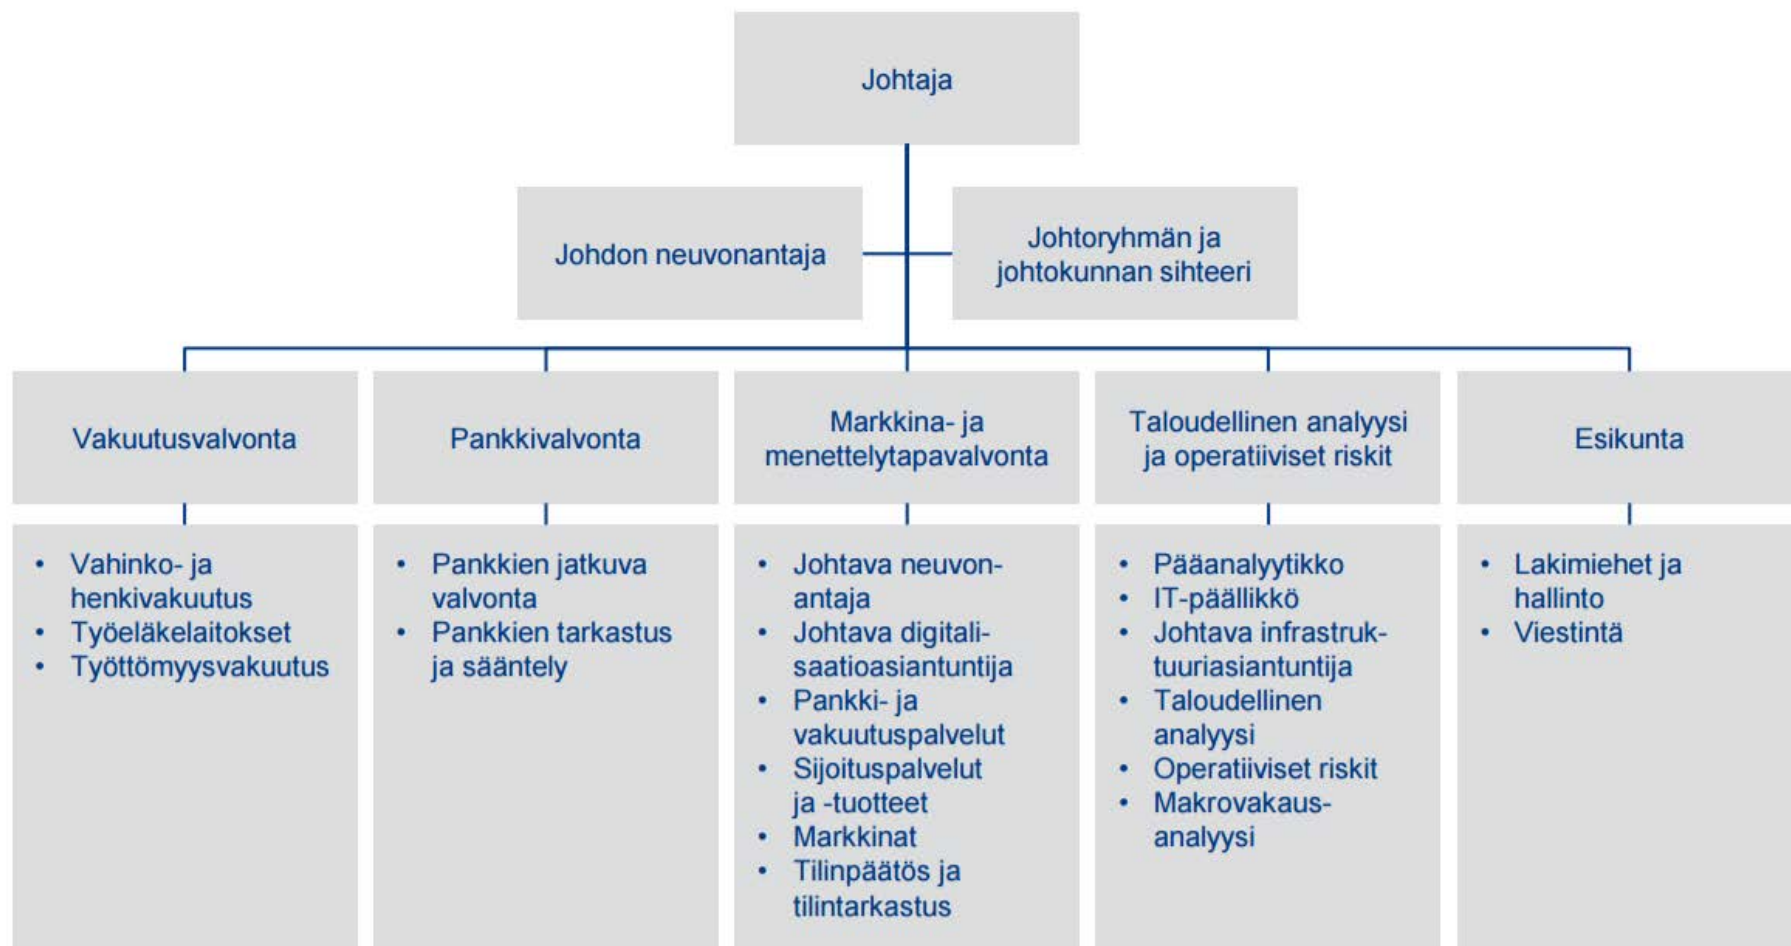 Johtaja
Johdon neuvonantaja
Johtoryhmän ja
johtokunnan sihteeri
Vakuutusvalvonta
Pankkivalvonta
Markkina- ja
menettelytapavalvonta
Taloudellinen analyysi
ja operatiiviset riskit
Esikunta
• Vahinko- ja
henkivakuutus
• Työeläkelaitokset
• Työttömyysvakuutus
• Pankkien jatkuva
valvonta
• Pankkien tarkastus
ja sääntely
• Johtava neuvon-
antaja
• Johtava digitali-
saatioasiantuntija
• Pankki- ja
vakuutuspalvelut
• Sijoituspalvelut
ja -tuotteet
• Markkinat
• Tilinpäätös ja
tilintarkastus
• Pääanalyytikko
• IT-päällikkö
• Johtava infrastruk-
tuuriasiantuntija
• Taloudellinen
analyysi
• Operatiiviset riskit
• Makrovakaus-
analyysi
• Lakimiehet ja
hallinto
• Viestintä